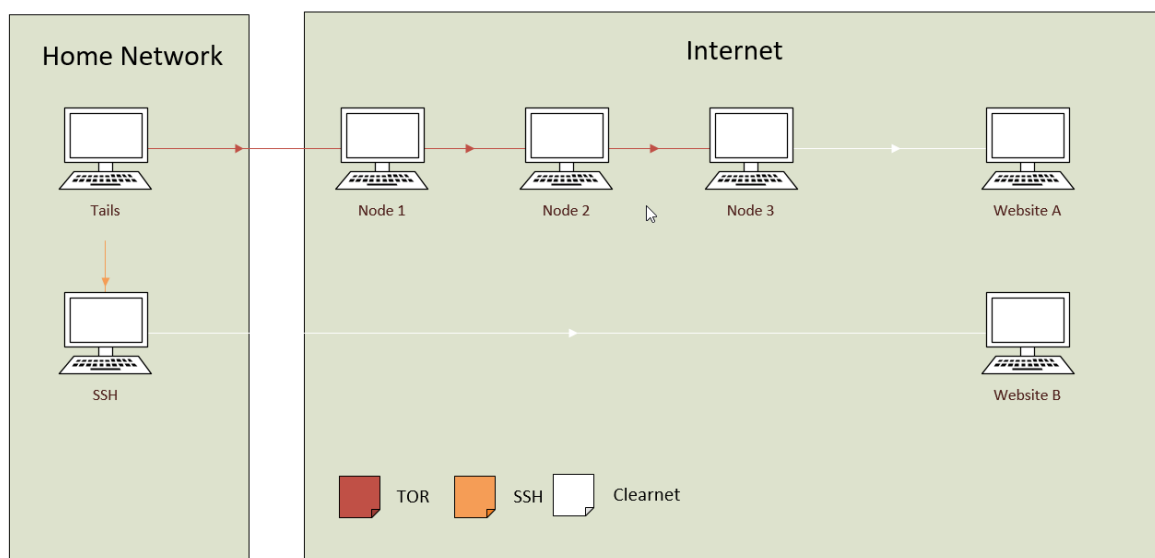 Home Network
Internet
Tails
Node 1
Node 2
Node 3
Website A
SSH
Website B
TOR
SSH
Clearnet